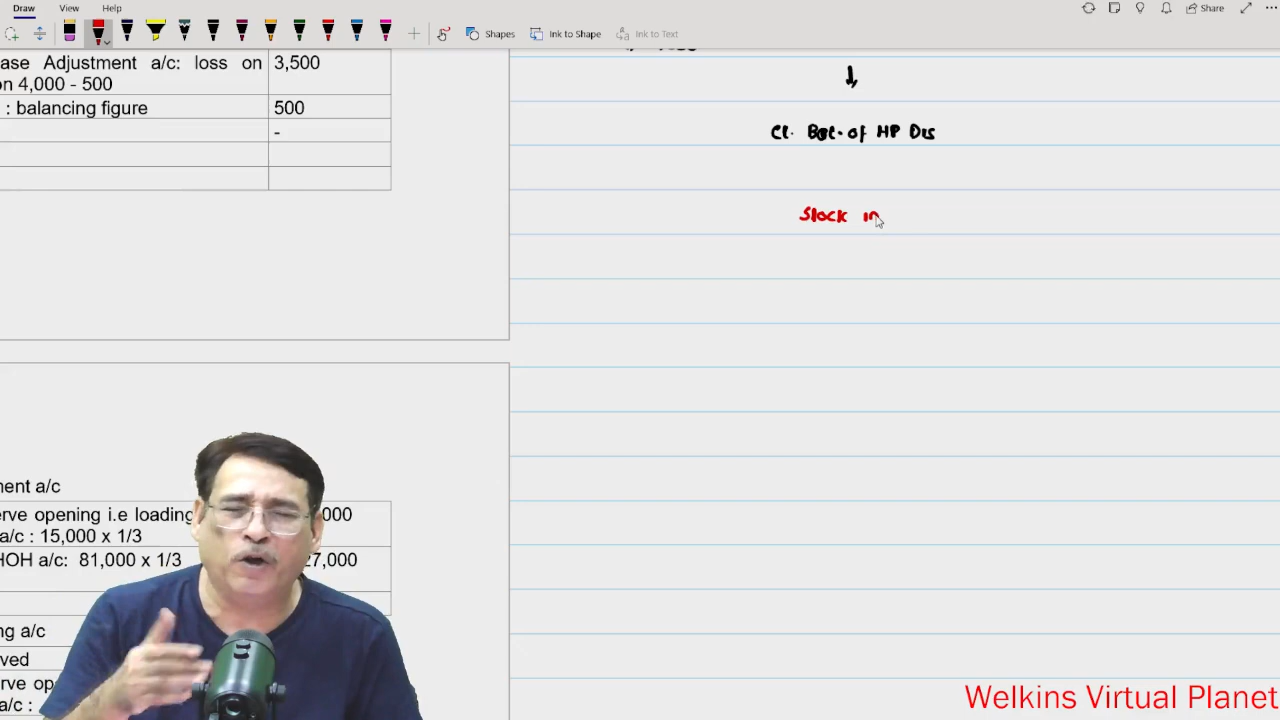 Draw View Help Share
Shapes Ink to Shape Ink to Text
ase Adjustment a/c: loss on 3,500
on 4,000 - 500
: balancing figure 500
-
Cl. Bal. of HP Drs
Stock in
ment a/c
erve opening i.e loading 000
a/c : 15,000 x 1/3
HOH a/c: 81,000 x 1/3 27,000
ng a/c
ved
erve op
a/c :
Welkins Virtual Planet